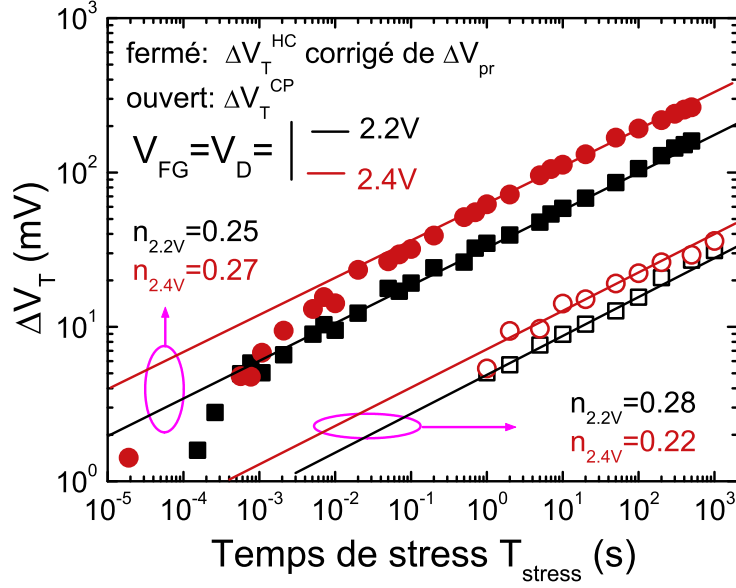 fermé: ΔV_T^HC corrigé de ΔV_pr
ouvert: ΔV_T^CP
V_FG=V_D=
2.2V
2.4V
n_2.2V=0.25
n_2.4V=0.27
n_2.2V=0.28
n_2.4V=0.22
ΔV_T (mV)
10^3
10^2
10^1
10^0
10^-5 10^-4 10^-3 10^-2 10^-1 10^0 10^1 10^2 10^3
Temps de stress T_stress (s)